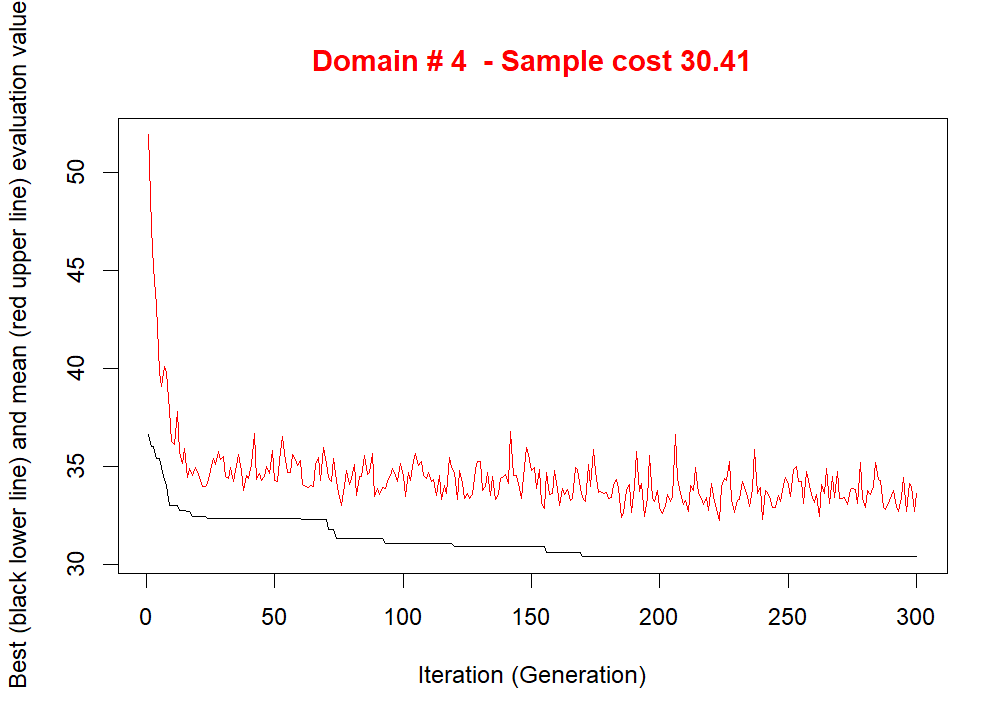 Domain # 4  - Sample cost 30.41
Best (black lower line) and mean (red upper line) evaluation value
50
45
40
35
30
0 50 100 150 200 250 300
Iteration (Generation)